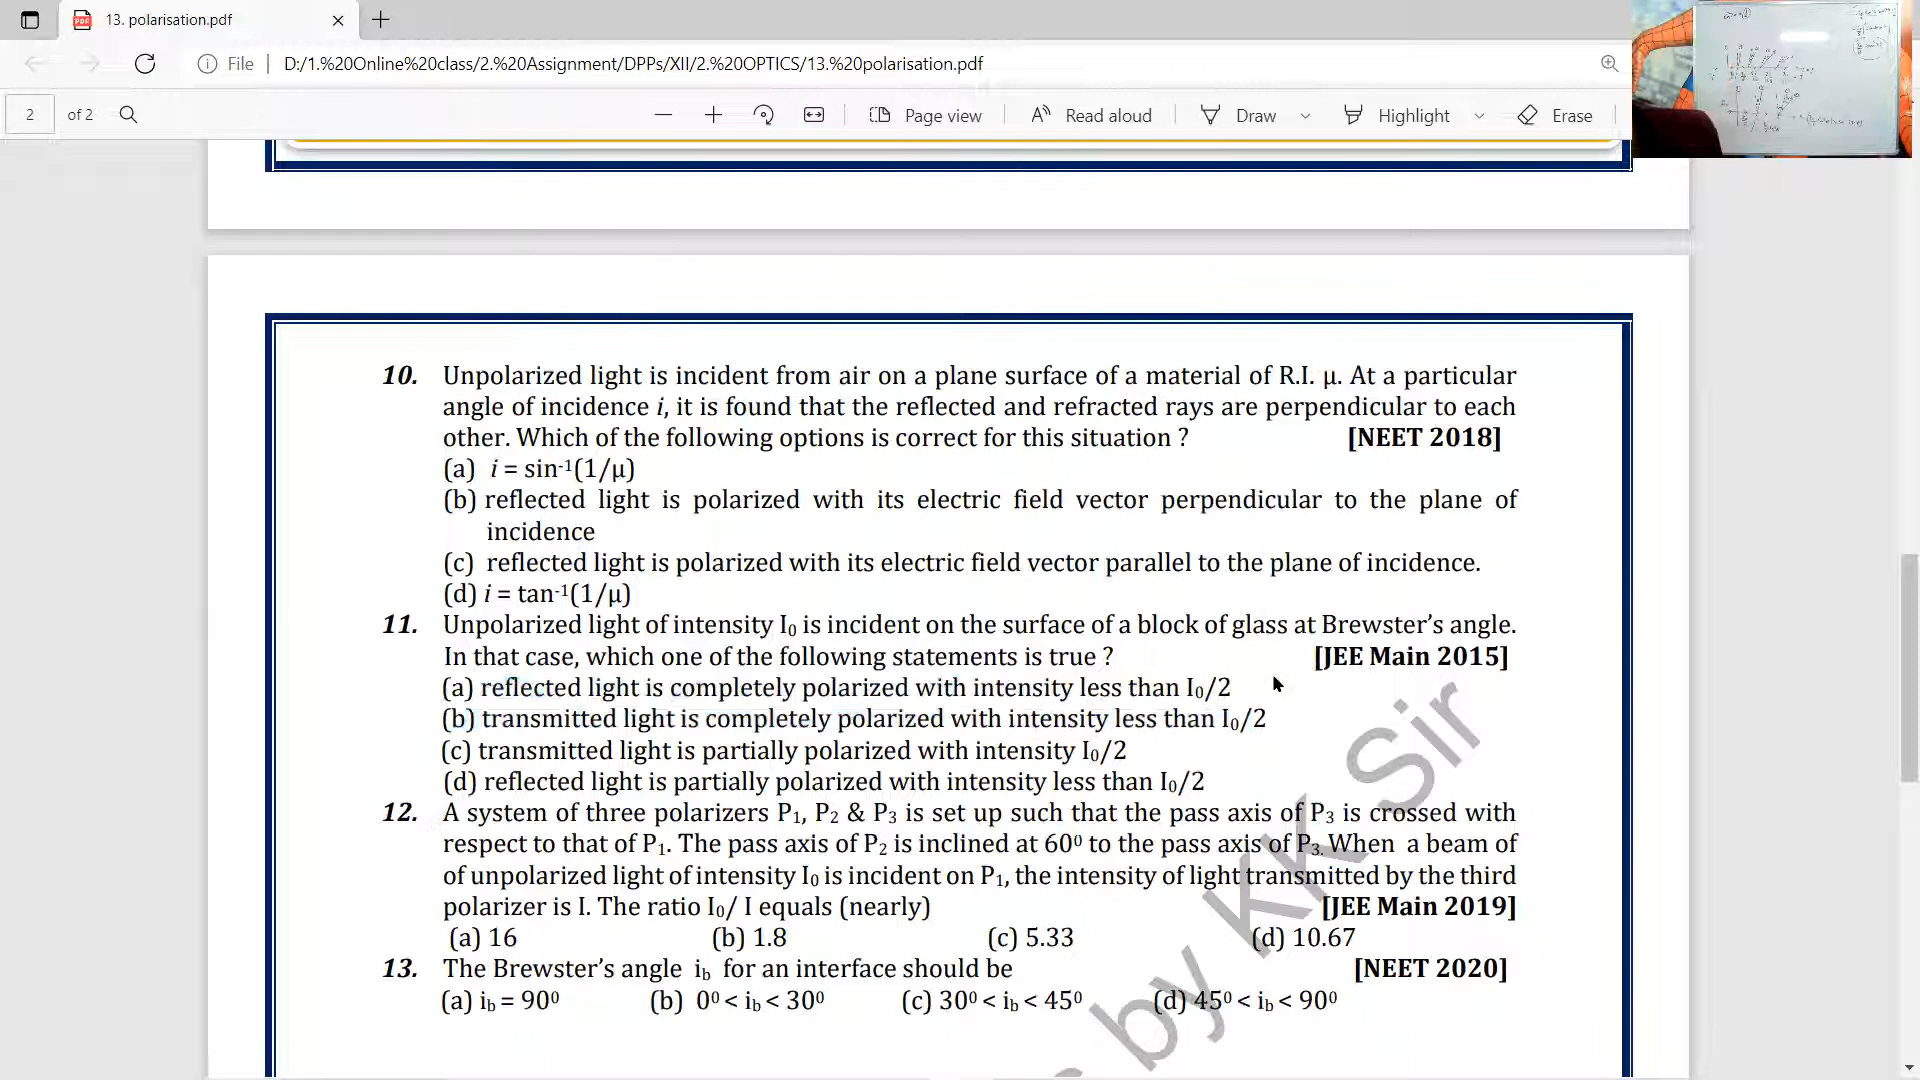 13. polarisation.pdf
File D:/1.%20Online%20class/2.%20Assignment/DPPs/XII/2.%20OPTICS/13.%20polarisation.pdf
2 of 2 Page view Read aloud Draw Highlight Erase
10. Unpolarized light is incident from air on a plane surface of a material of R.I. μ. At a particular
angle of incidence i, it is found that the reflected and refracted rays are perpendicular to each
other. Which of the following options is correct for this situation ? [NEET 2018]
(a) i = sin-1(1/μ)
(b) reflected light is polarized with its electric field vector perpendicular to the plane of
incidence
(c) reflected light is polarized with its electric field vector parallel to the plane of incidence.
(d) i = tan-1(1/μ)
11. Unpolarized light of intensity I0 is incident on the surface of a block of glass at Brewster’s angle.
In that case, which one of the following statements is true ? [JEE Main 2015]
(a) reflected light is completely polarized with intensity less than I0/2
(b) transmitted light is completely polarized with intensity less than I0/2
(c) transmitted light is partially polarized with intensity I0/2
(d) reflected light is partially polarized with intensity less than I0/2
12. A system of three polarizers P1, P2 & P3 is set up such that the pass axis of P3 is crossed with
respect to that of P1. The pass axis of P2 is inclined at 600 to the pass axis of P3. When a beam of
of unpolarized light of intensity I0 is incident on P1, the intensity of light transmitted by the third
polarizer is I. The ratio I0/ I equals (nearly) [JEE Main 2019]
(a) 16 (b) 1.8 (c) 5.33 (d) 10.67
13. The Brewster’s angle ib for an interface should be [NEET 2020]
(a) ib = 900 (b) 00 < ib < 300 (c) 300 < ib < 450 (d) 450 < ib < 900
s by KK Sir